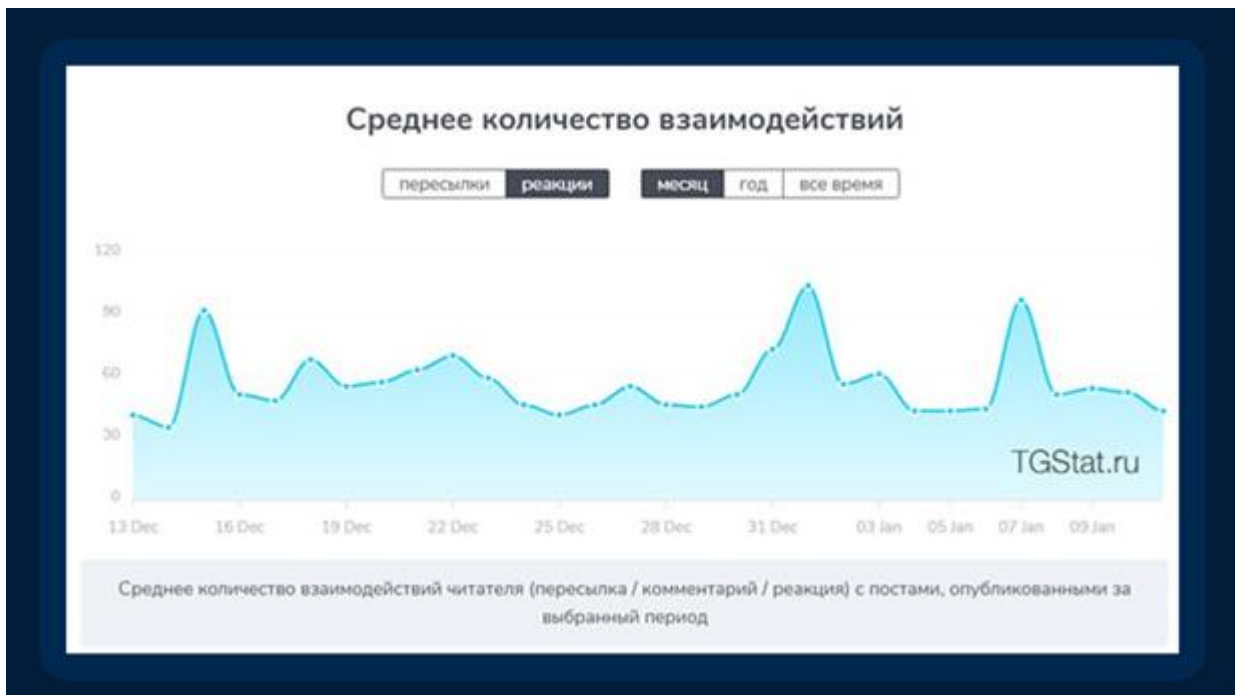 Среднее количество взаимодействий
пересылки реакции месяц год все время
120
90
60
30
0
TGStat.ru
13 Dec 16 Dec 19 Dec 22 Dec 25 Dec 28 Dec 31 Dec 03 Jan 05 Jan 07 Jan 09 Jan
Среднее количество взаимодействий читателя (пересылка / комментарий / реакция) с постами, опубликованными за
выбранный период